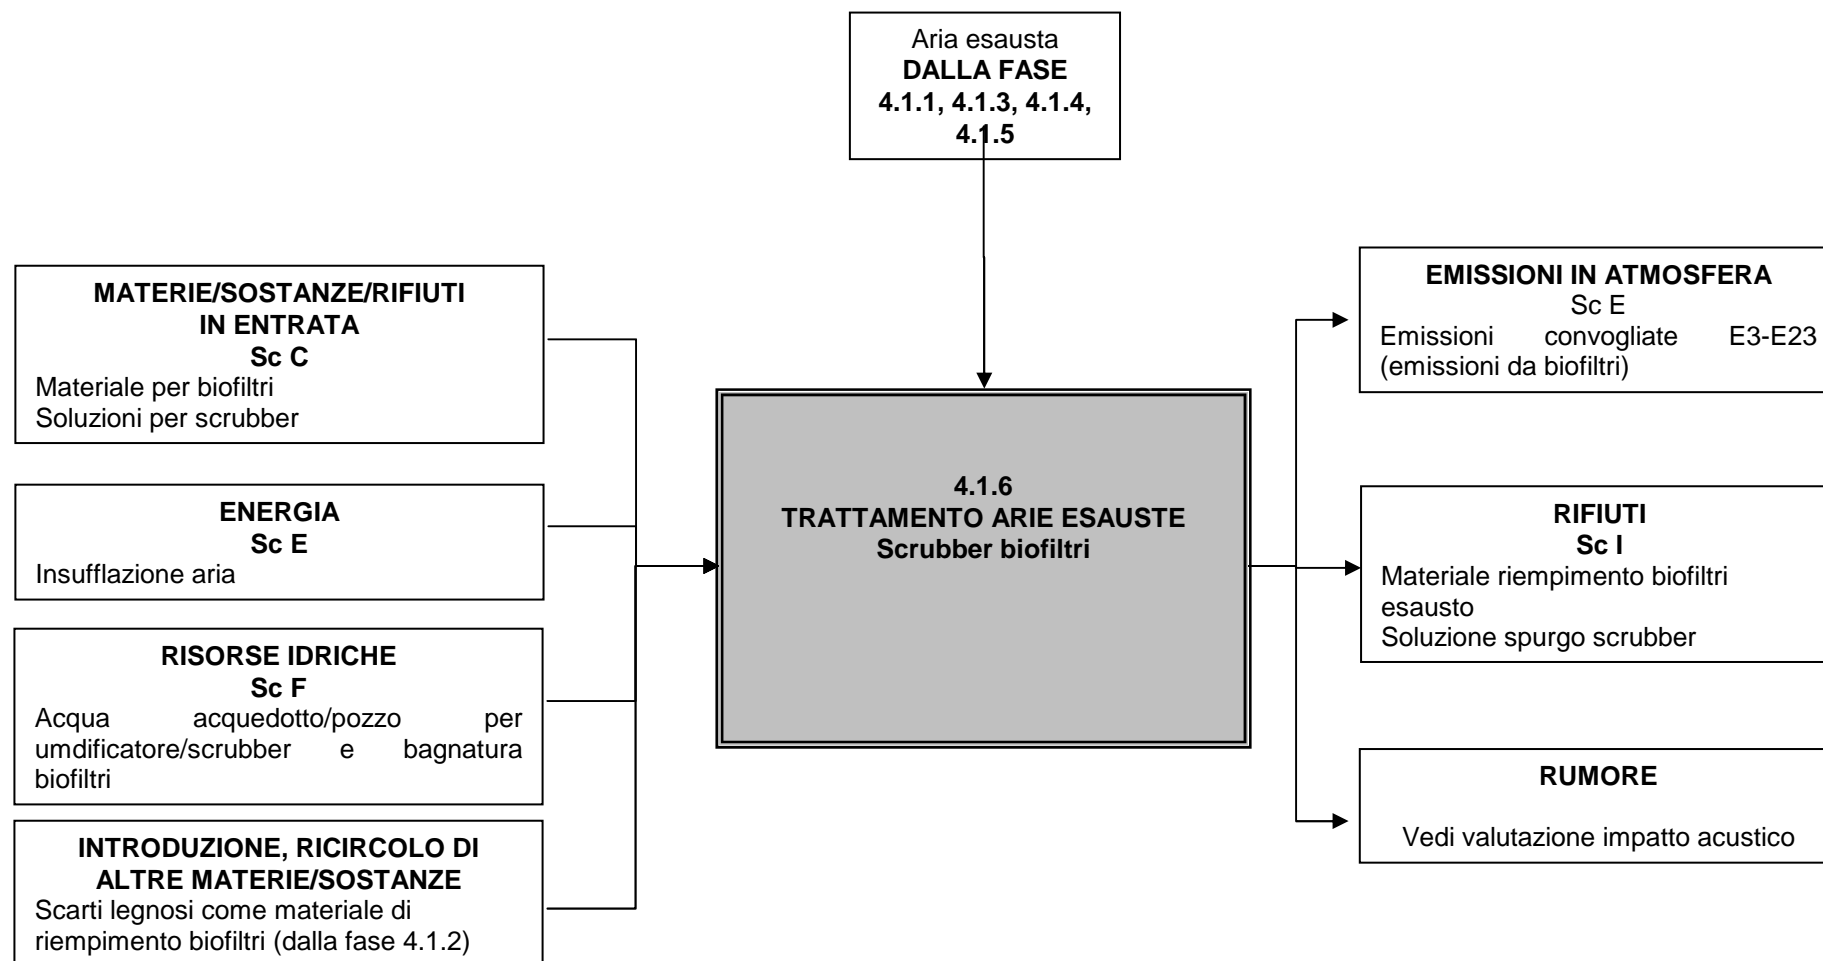 Aria esausta
DALLA FASE
4.1.1, 4.1.3, 4.1.4,
4.1.5
MATERIE/SOSTANZE/RIFIUTI
IN ENTRATA
Sc C
Materiale per biofiltri
Soluzioni per scrubber
ENERGIA
Sc E
Insufflazione aria
RISORSE IDRICHE
Sc F
Acqua acquedotto/pozzo per
umdificatore/scrubber e bagnatura
biofiltri
INTRODUZIONE, RICIRCOLO DI
ALTRE MATERIE/SOSTANZE
Scarti legnosi come materiale di
riempimento biofiltri (dalla fase 4.1.2)
4.1.6
TRATTAMENTO ARIE ESAUSTE
Scrubber biofiltri
EMISSIONI IN ATMOSFERA
Sc E
Emissioni convogliate E3-E23
(emissioni da biofiltri)
RIFIUTI
Sc I
Materiale riempimento biofiltri
esausto
Soluzione spurgo scrubber
RUMORE
Vedi valutazione impatto acustico